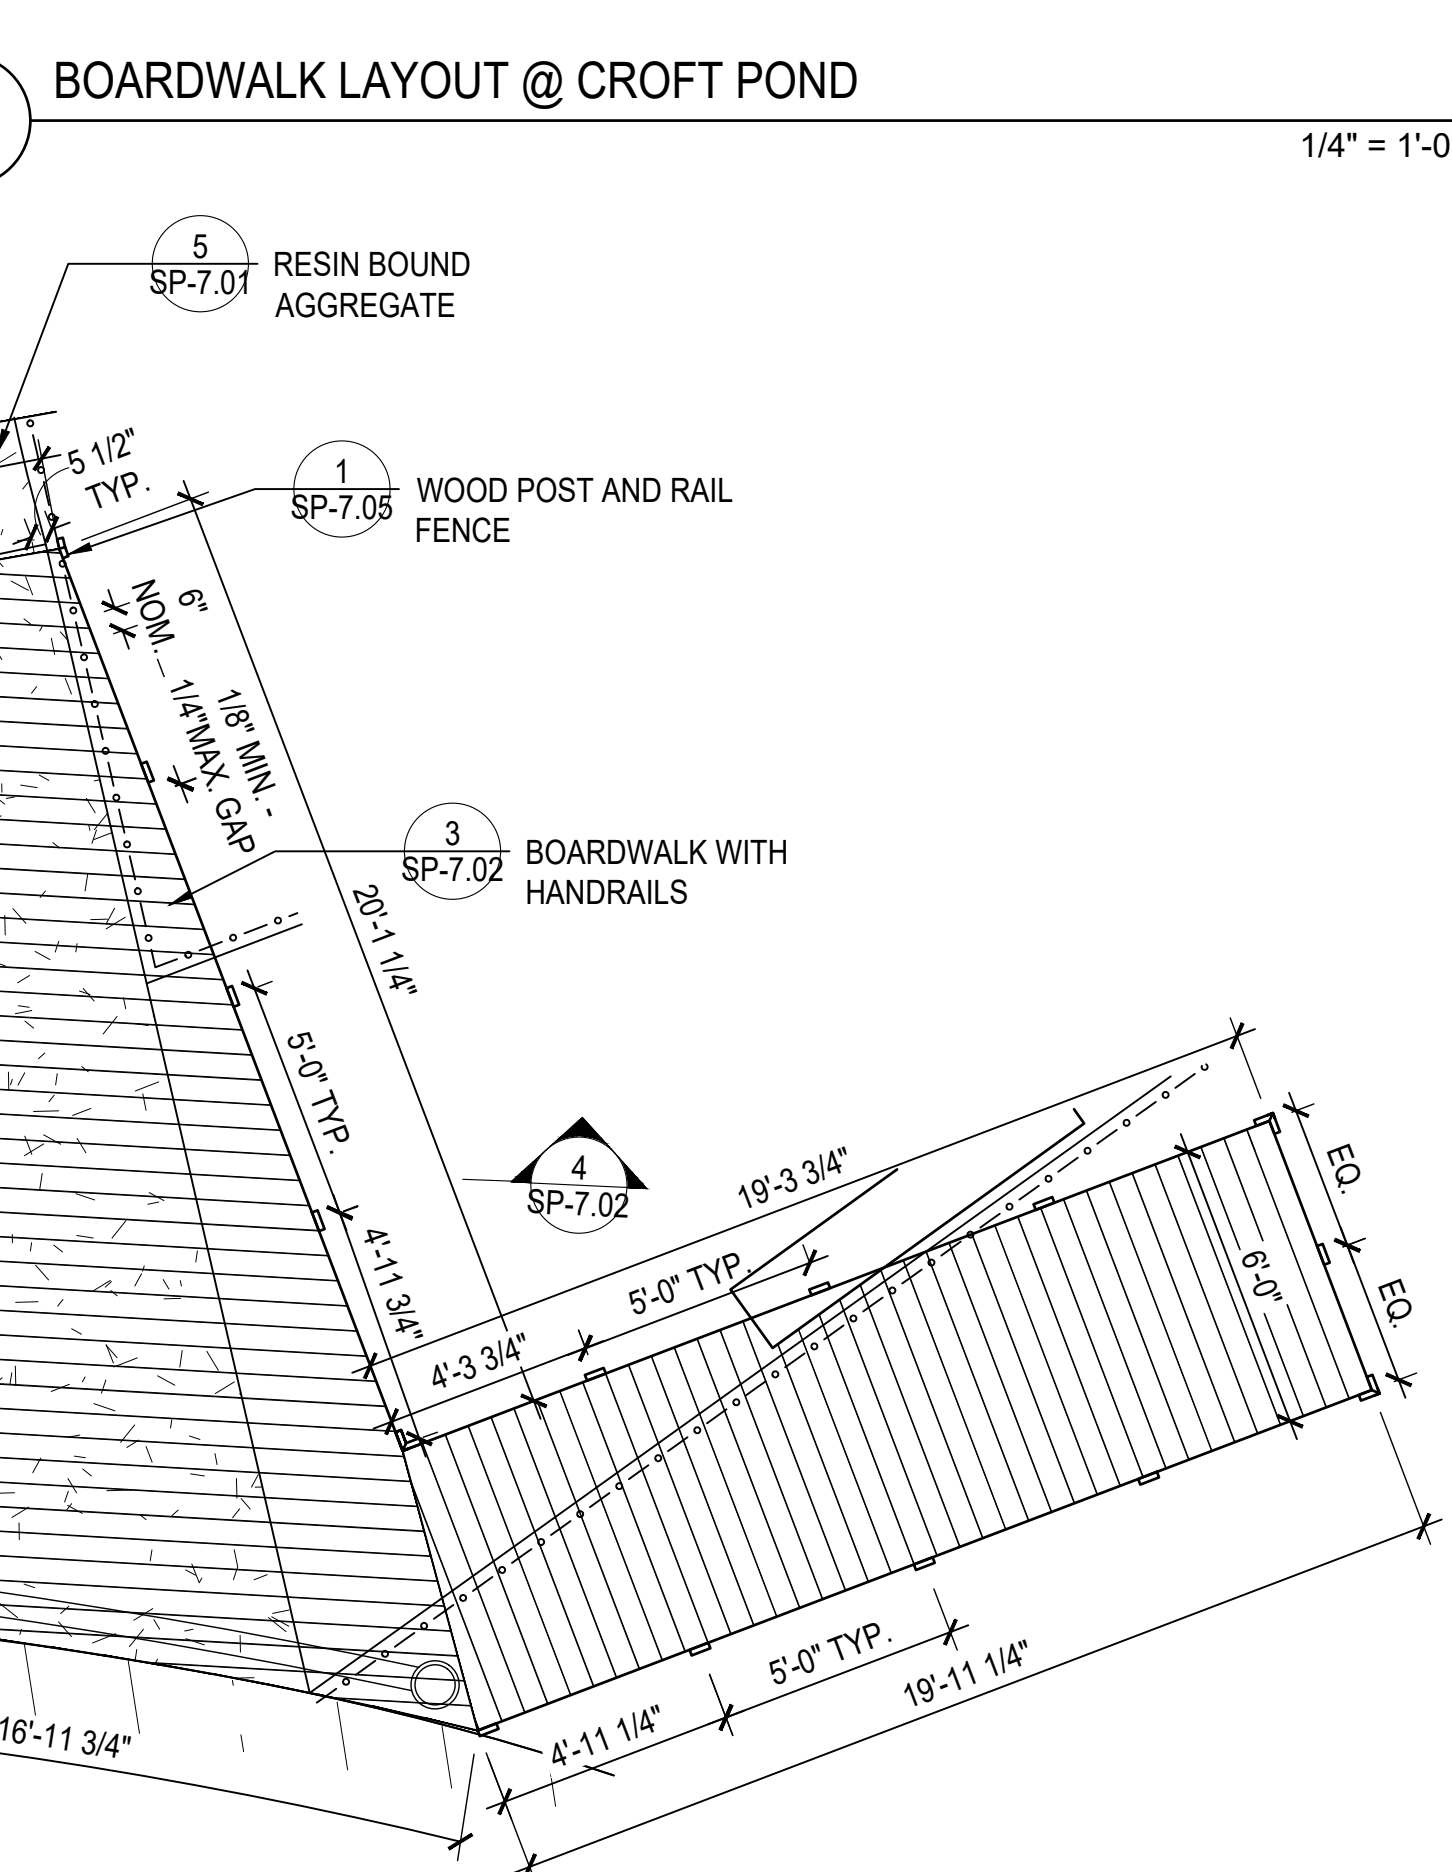 BOARDWALK LAYOUT @ CROFT POND
1/4" = 1'-0
5
SP-7.01
RESIN BOUND
AGGREGATE
5 1/2"
TYP.
1
SP-7.05
WOOD POST AND RAIL
FENCE
6"
NOM.
1/8" MIN. -
1/4"MAX. GAP
3
SP-7.02
BOARDWALK WITH
HANDRAILS
20'-1 1/4"
5'-0" TYP.
4'-11 3/4"
4
SP-7.02
19'-3 3/4"
5'-0" TYP.
4'-3 3/4"
EQ.
6'-0"
EQ.
5'-0" TYP.
19'-11 1/4"
4'-11 1/4"
16'-11 3/4"